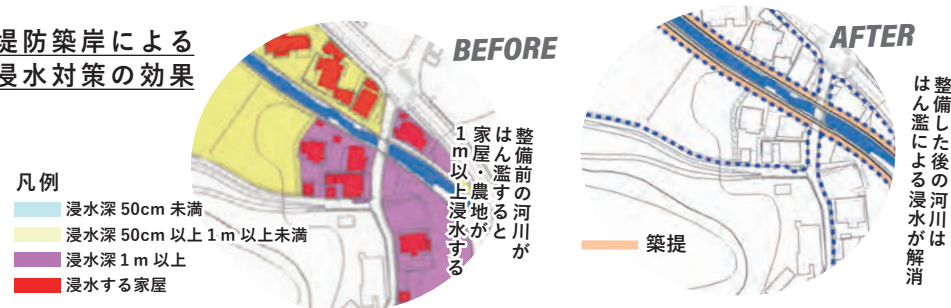 堤防築岸による
浸水対策の効果
BEFORE
整備前の河川が
はん濫すると
家屋・農地が
1m以上浸水する
AFTER
整備した後の河川は
はん濫による浸水が解消
凡例
浸水深 50cm 未満
浸水深 50cm 以上 1 m 以上未満
浸水深 1 m 以上
浸水する家屋
築提